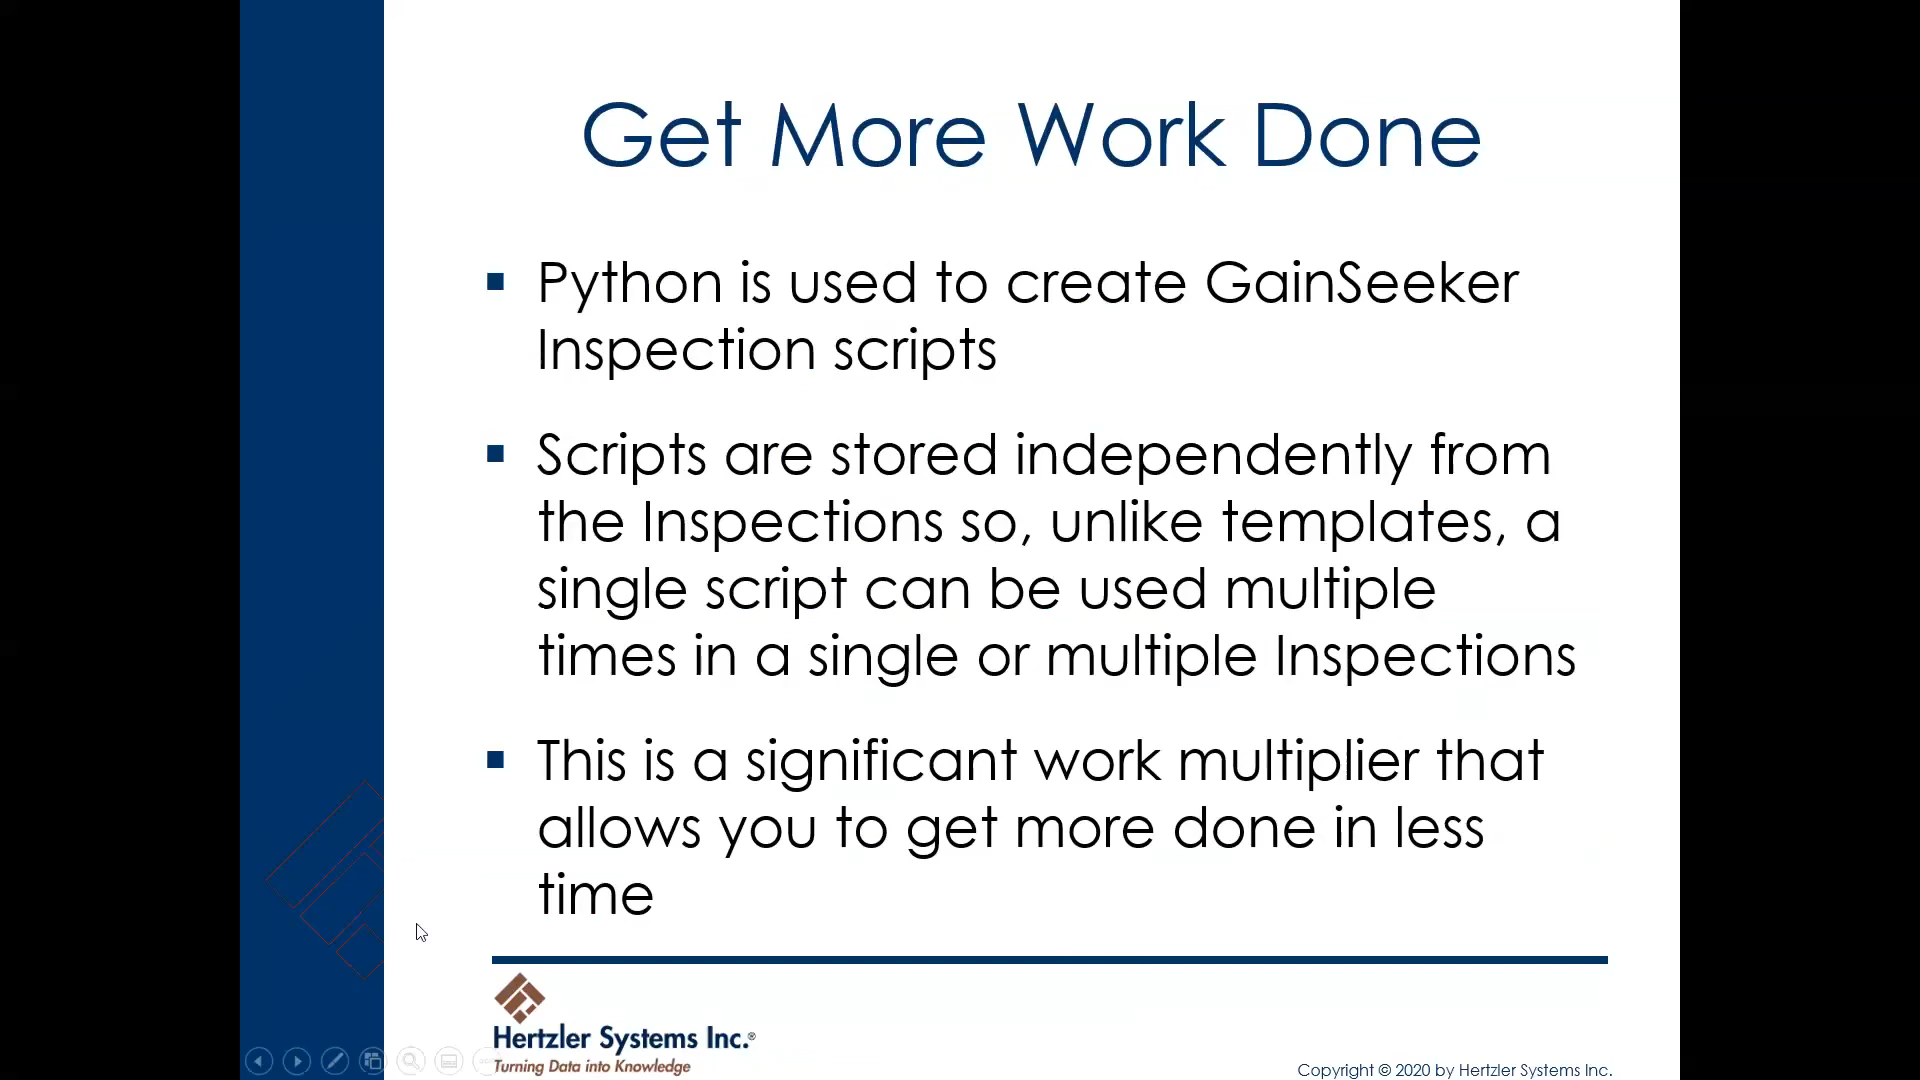 Get More Work Done
Python is used to create GainSeeker
Inspection scripts
Scripts are stored independently from
the Inspections so, unlike templates, a
single script can be used multiple
times in a single or multiple Inspections
This is a significant work multiplier that
allows you to get more done in less
time
Hertzler Systems Inc.®
Turning Data into Knowledge
Copyright © 2020 by Hertzler Systems Inc.